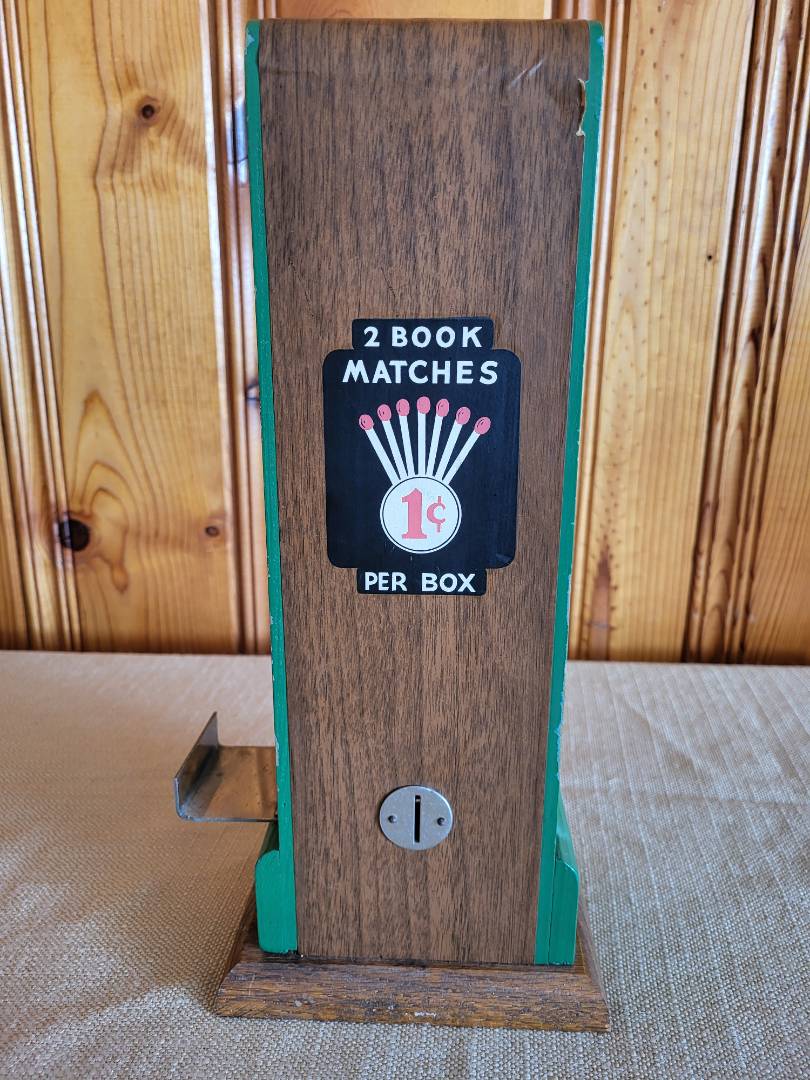 2 BOOK
MATCHES
1¢
PER BOX